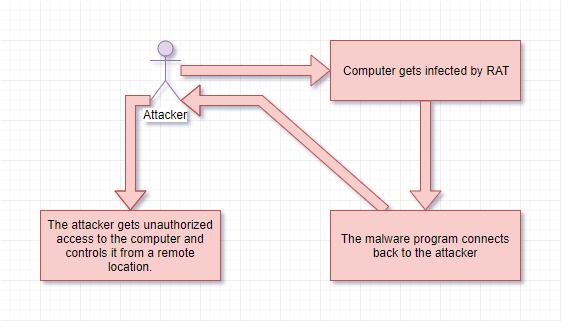 Computer gets infected by RAT
Attacker
The attacker gets unauthorized
access to the computer and
controls it from a remote
location.
The malware program connects
back to the attacker